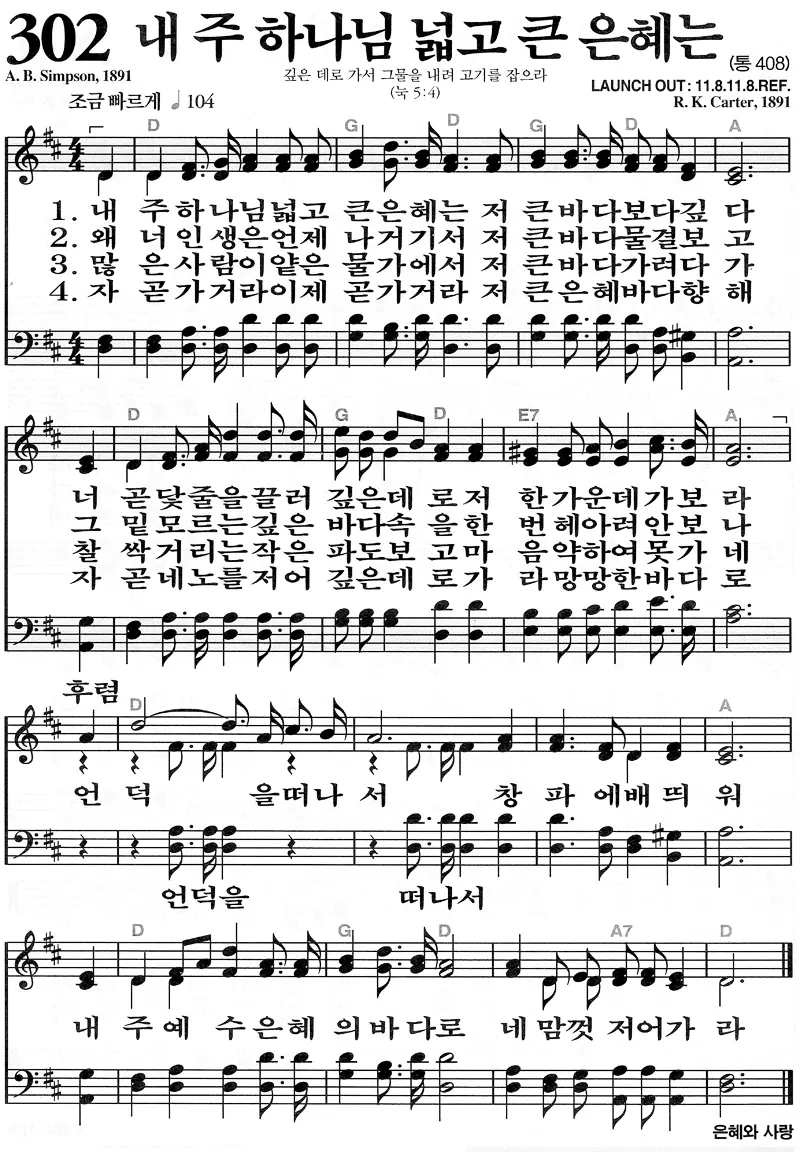 302 내 주 하나님 넓고 큰 은혜는
(통 408)
A. B. Simpson, 1891
깊은 데로 가서 그물을 내려 고기를 잡으라
(눅 5:4)
LAUNCH OUT: 11.8.11.8.REF.
R. K. Carter, 1891
조금 빠르게 ♩ 104
D G D G D A
1. 내 주하나님넓고 큰은혜는 저 큰바다보다깊 다
2. 왜 너인생은언제 나거기서 저 큰바다물결보 고
3. 많 은사람이얕은 물가에서 저 큰바다가려다 가
4. 자 곧가거라이제 곧가거라 저 큰은혜바다향 해
D G D E7 A
너 곧닻줄을끌러 깊은데 로저 한가운데가보 라
그 밑모르는깊은 바다속 을한 번헤아려안보 나
찰 싹거리는작은 파도보 고마 음약하여못가 네
자 곧네노를저어 깊은데 로가 라망망한바다 로
후렴
D A
언 덕 을떠나 서 창 파 에배 띄 워
언덕을 떠나서
D G D A7 D
내 주예 수은혜 의바다로 네맘껏 저어가 라
은혜와 사랑